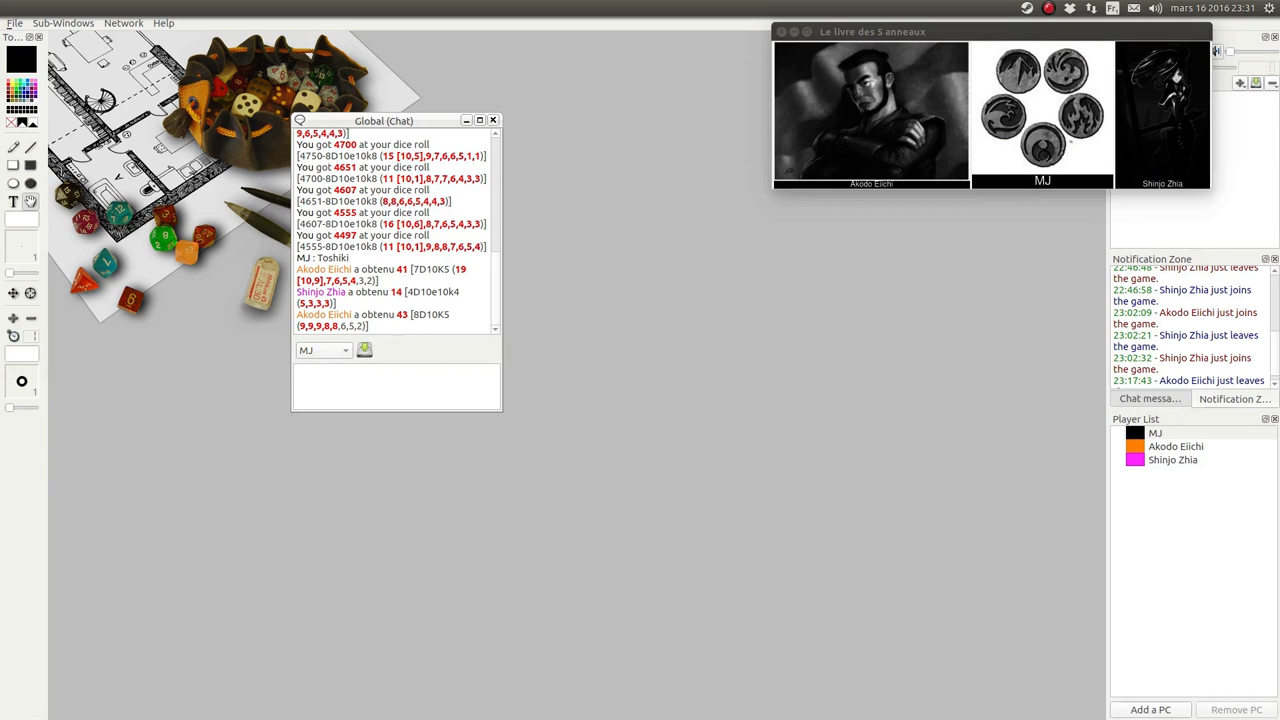 Fr,
mars 16 2016 23:31
File
Sub-Windows
Network
Help
To...
T
1
1
Le livre des 5 anneaux
Akodo Eiichi
MJ
Shinjo Zhia
Global (Chat)
9,6,5,4,4,3)]
You got 4700 at your dice roll
[4750-8D10e10k8 (15 [10,5],9,7,6,6,5,1,1)]
You got 4651 at your dice roll
[4700-8D10e10k8 (11 [10,1],8,7,7,6,4,3,3)]
You got 4607 at your dice roll
[4651-8D10e10k8 (8,8,6,6,5,4,4,3)]
You got 4555 at your dice roll
[4607-8D10e10k8 (16 [10,6],8,7,6,5,4,3,3)]
You got 4497 at your dice roll
[4555-8D10e10k8 (11 [10,1],9,8,8,7,6,5,4)]
MJ : Toshiki
Akodo Eiichi a obtenu 41 [7D10K5 (19
[10,9],7,6,5,4,3,2)]
Shinjo Zhia a obtenu 14 [4D10e10k4
(5,3,3,3)]
Akodo Eiichi a obtenu 43 [8D10K5
(9,9,9,8,8,6,5,2)]
MJ
Notification Zone
22:46:48 - Shinjo Zhia just leaves
the game.
22:46:58 - Shinjo Zhia just joins
the game.
23:02:09 - Akodo Eiichi just joins
the game.
23:02:21 - Shinjo Zhia just leaves
the game.
23:02:32 - Shinjo Zhia just joins
the game.
23:17:43 - Akodo Eiichi just leaves
Chat messa...
Notification Z...
Player List
MJ
Akodo Eiichi
Shinjo Zhia
Add a PC
Remove PC